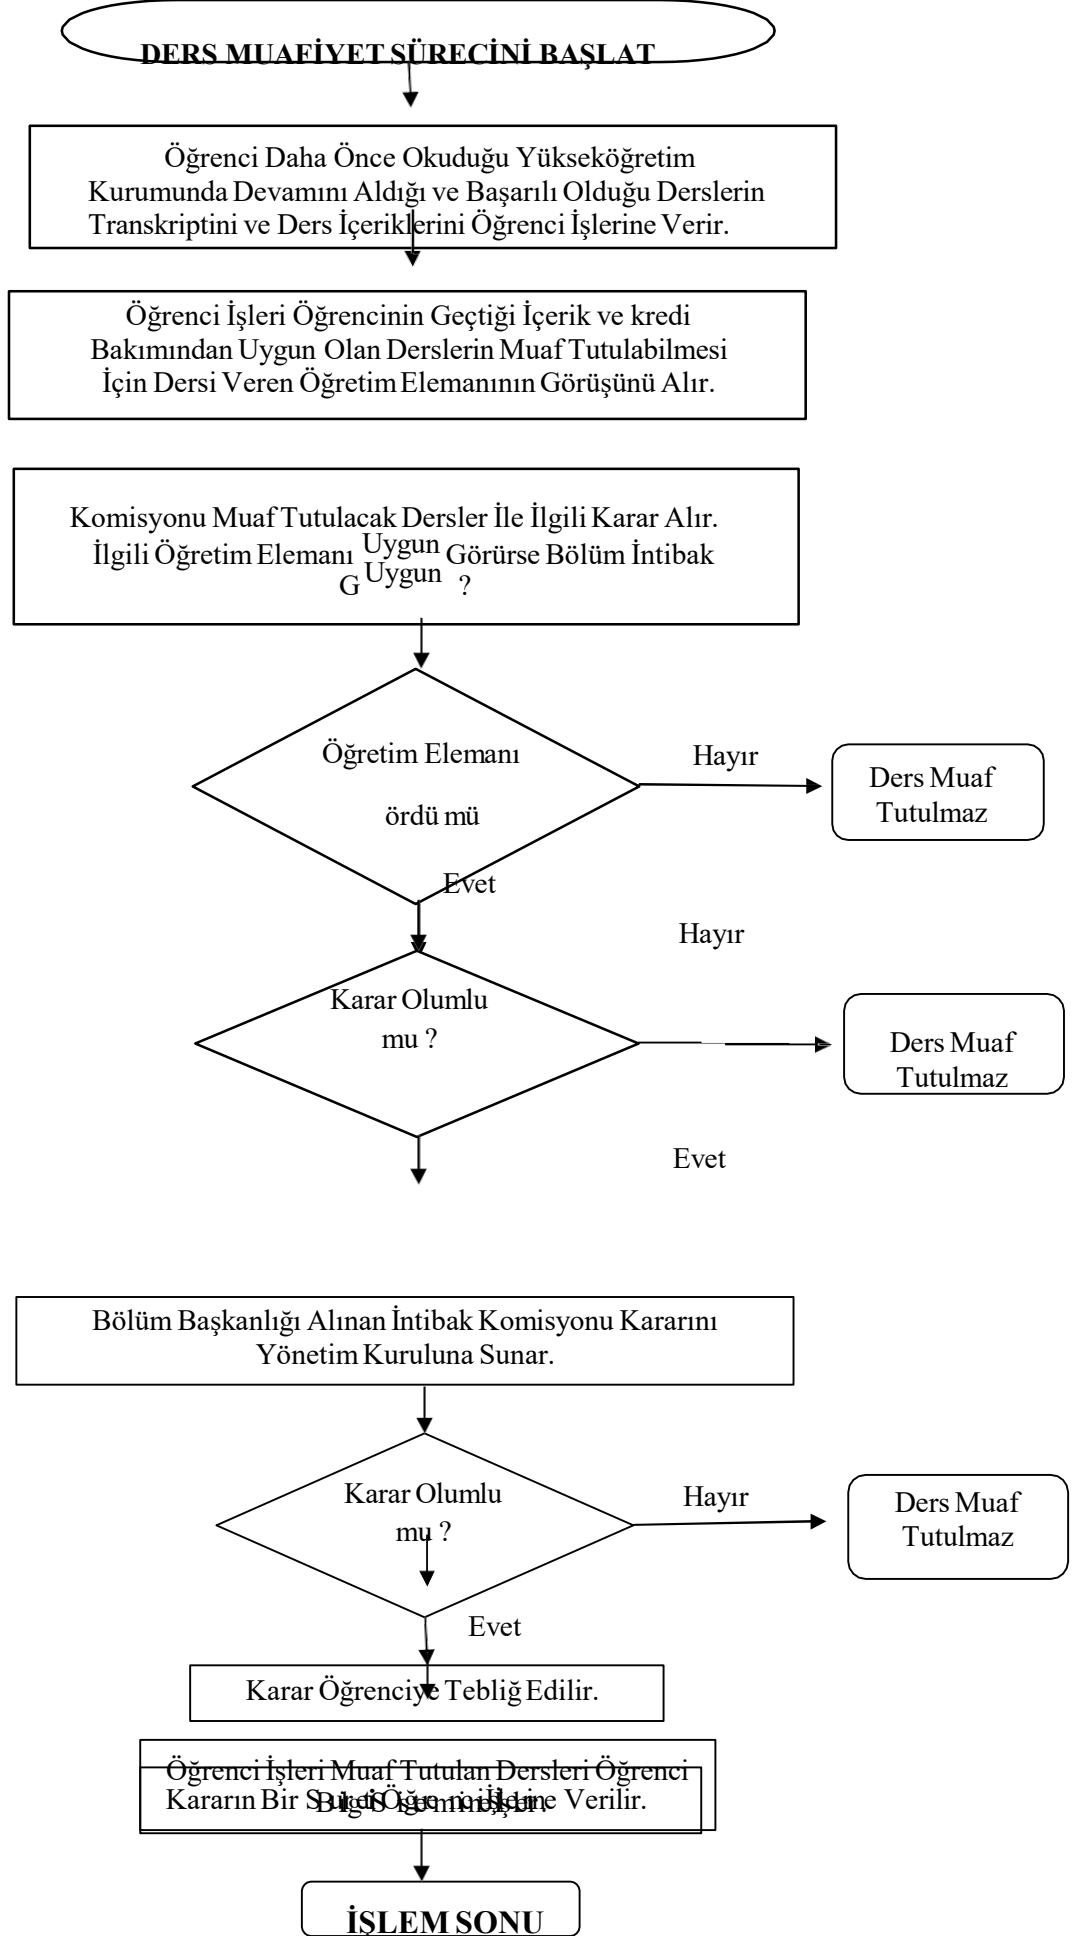 DERS MUAFİYET SÜRECİNİ BAŞLAT
Öğrenci Daha Önce Okuduğu Yükseköğretim
Kurumunda Devamını Aldığı ve Başarılı Olduğu Derslerin
Transkriptini ve Ders İçeriklerini Öğrenci İşlerine Verir.
Öğrenci İşleri Öğrencinin Geçtiği İçerik ve kredi
Bakımından Uygun Olan Derslerin Muaf Tutulabilmesi
İçin Dersi Veren Öğretim Elemanının Görüşünü Alır.
Komisyonu Muaf Tutulacak Dersler İle İlgili Karar Alır.
İlgili Öğretim Elemanı Uygun Görürse Bölüm İntibak
G Uygun ?
Öğretim Elemanı
ördü mü
Hayır
Ders Muaf
Tutulmaz
Evet
Hayır
Karar Olumlu
mu ?
Ders Muaf
Tutulmaz
Evet
Bölüm Başkanlığı Alınan İntibak Komisyonu Kararını
Yönetim Kuruluna Sunar.
Karar Olumlu
mu ?
Hayır
Ders Muaf
Tutulmaz
Evet
Karar Öğrenciye Tebliğ Edilir.
Öğrenci İşleri Muaf Tutulan Dersleri Öğrenci
Kararın Bir Verilir.
İŞLEM SONU